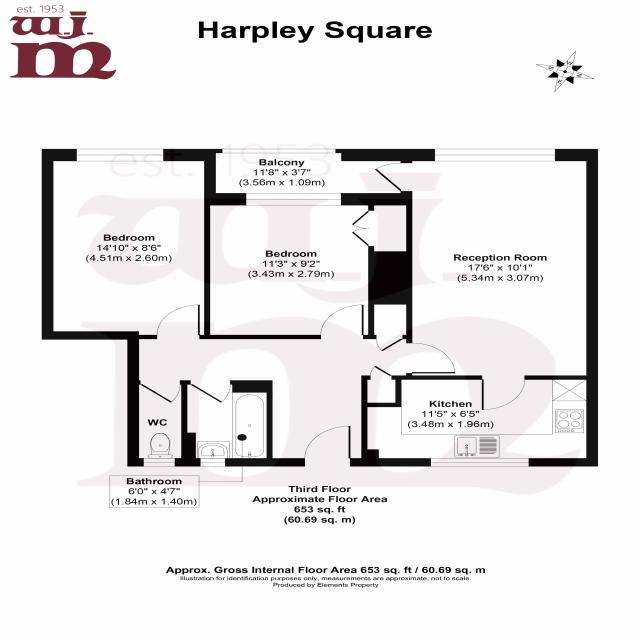 est. 1953
w.j.
m
Harpley Square
est. 1953
w.j.
m
Balcony
11'8" x 3'7"
(3.56m x 1.09m)
Bedroom
14'10" x 8'6"
(4.51m x 2.60m)
Bedroom
11'3" x 9'2"
(3.43m x 2.79m)
Reception Room
17'6" x 10'1"
(5.34m x 3.07m)
Kitchen
11'5" x 6'5"
(3.48m x 1.96m)
WC
Bathroom
6'0" x 4'7"
(1.84m x 1.40m)
Third Floor
Approximate Floor Area
653 sq. ft
(60.69 sq. m)
Approx. Gross Internal Floor Area 653 sq. ft / 60.69 sq. m
Illustration for identification purposes only, measurements are approximate, not to scale.
Produced by Elements Property